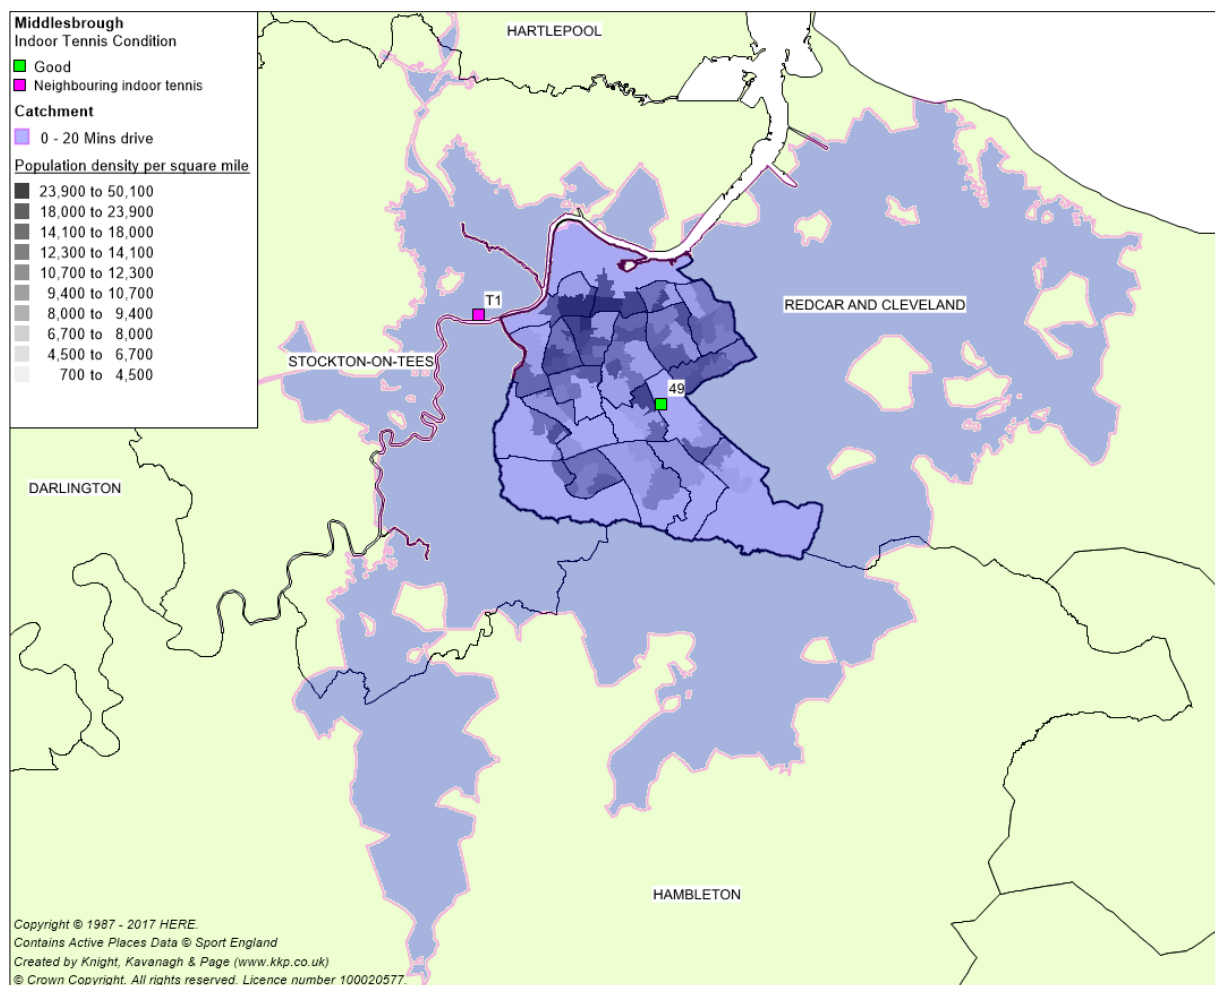 Middlesbrough
Indoor Tennis Condition
Good
Neighbouring indoor tennis
Catchment
0 - 20 Mins drive
Population density per square mile
23,900 to 50,100
18,000 to 23,900
14,100 to 18,000
12,300 to 14,100
10,700 to 12,300
9,400 to 10,700
8,000 to 9,400
6,700 to 8,000
4,500 to 6,700
700 to 4,500
HARTLEPOOL
T1
REDCAR AND CLEVELAND
STOCKTON-ON-TEES
49
DARLINGTON
HAMBLETON
Copyright © 1987 - 2017 HERE.
Contains Active Places Data © Sport England
Created by Knight, Kavanagh & Page (www.kkp.co.uk)
© Crown Copyright. All rights reserved. Licence number 100020577.